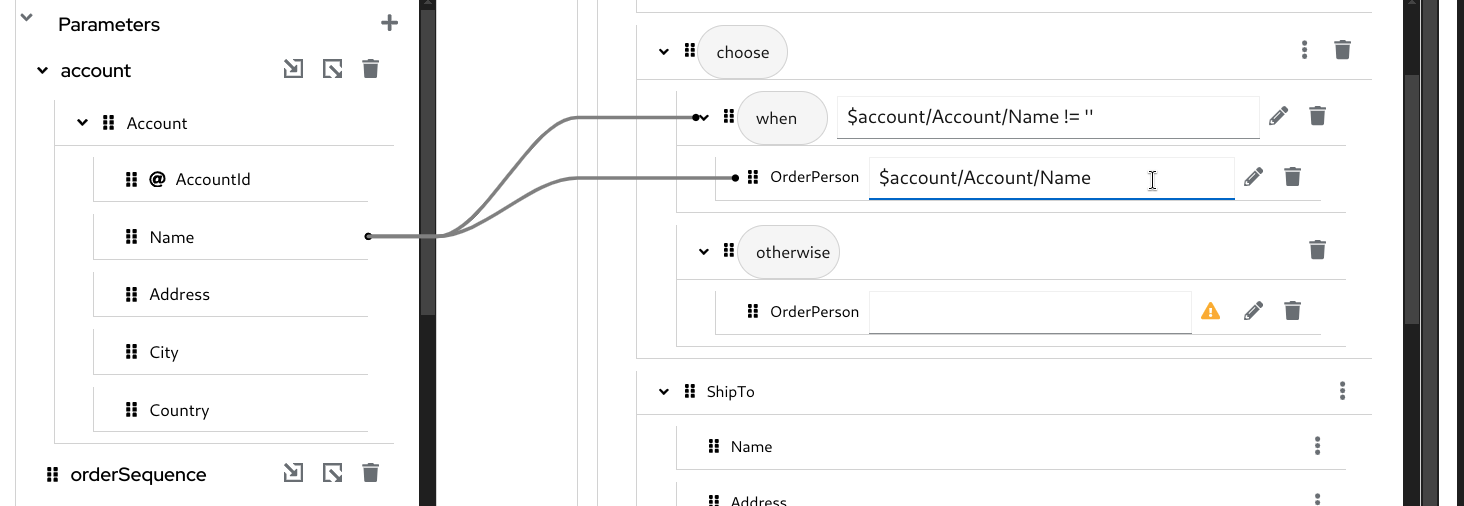 Parameters
account
Account
@ AccountId
Name
Address
City
Country
orderSequence
choose
when $account/Account/Name != ''
OrderPerson $account/Account/Name
otherwise
OrderPerson
ShipTo
Name
Address